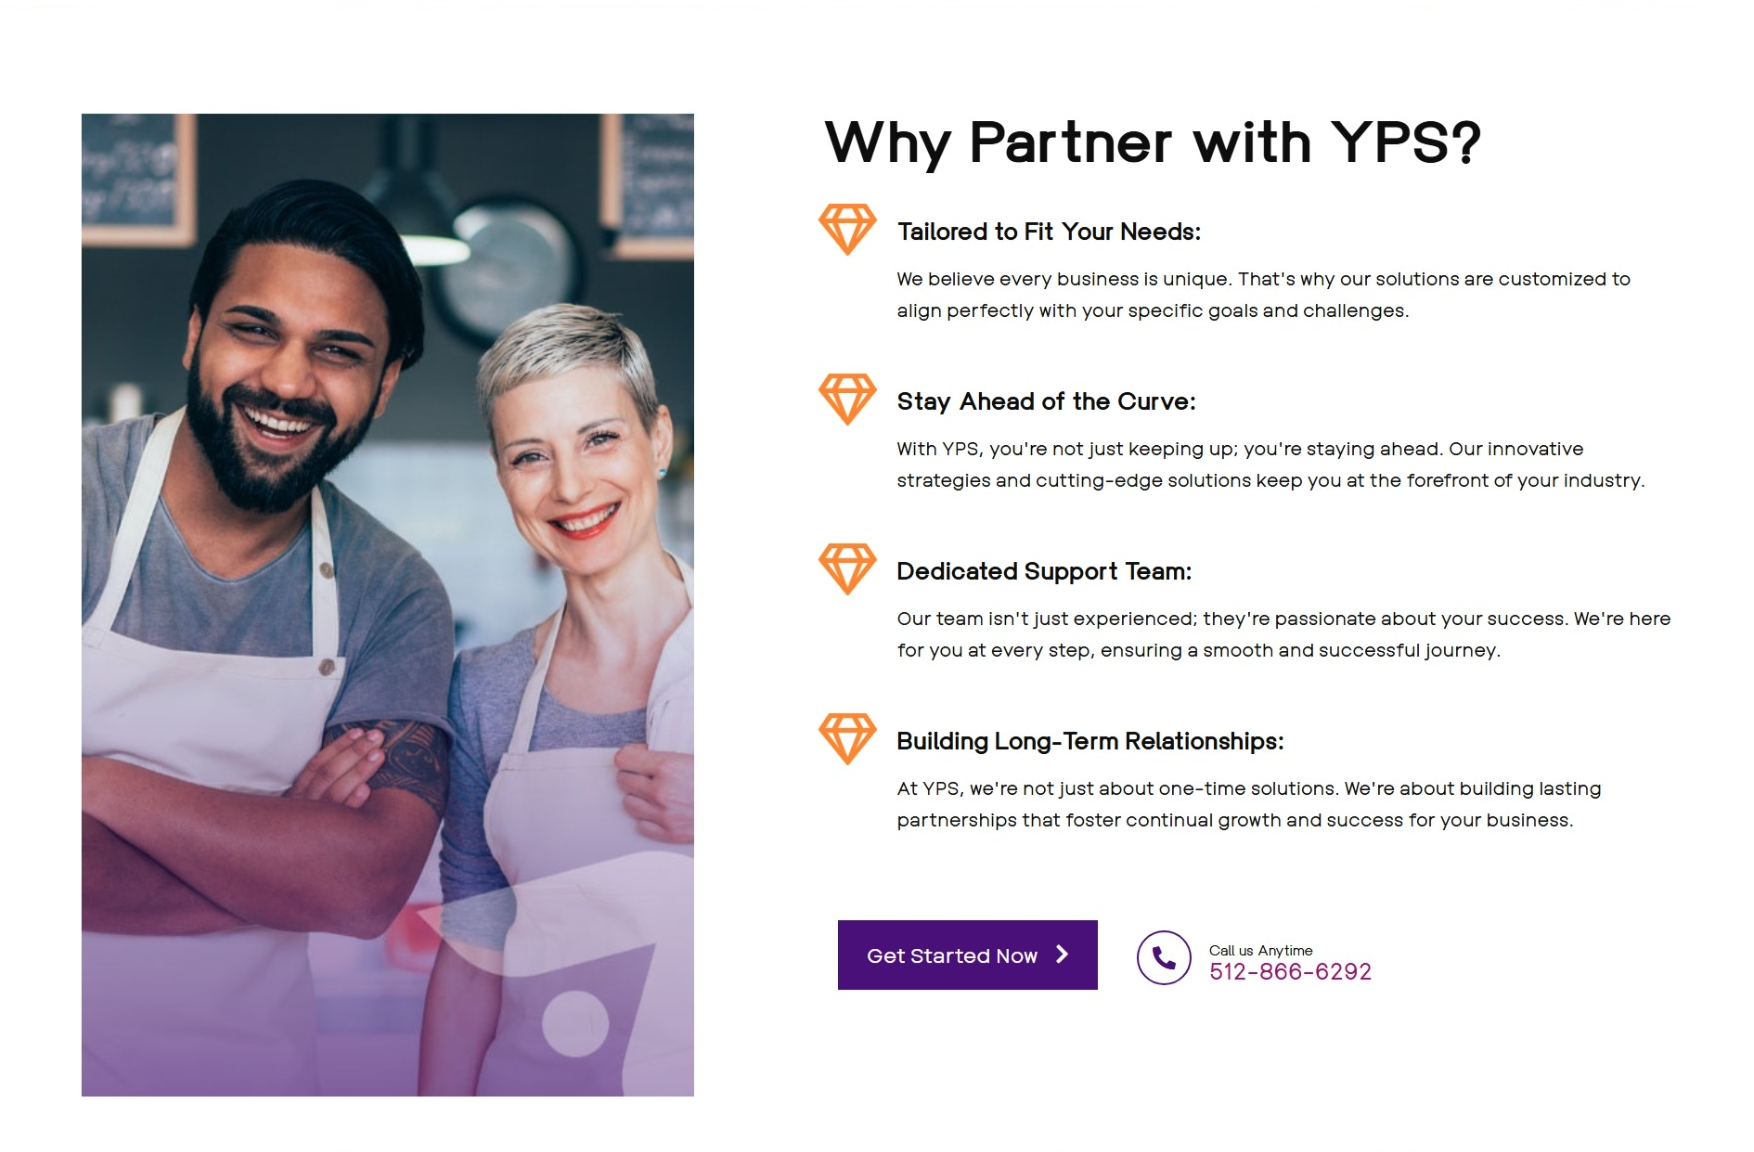 Why Partner with YPS?
Tailored to Fit Your Needs:
We believe every business is unique. That's why our solutions are customized to
align perfectly with your specific goals and challenges.
Stay Ahead of the Curve:
With YPS, you're not just keeping up; you're staying ahead. Our innovative
strategies and cutting-edge solutions keep you at the forefront of your industry.
Dedicated Support Team:
Our team isn't just experienced; they're passionate about your success. We're here
for you at every step, ensuring a smooth and successful journey.
Building Long-Term Relationships:
At YPS, we're not just about one-time solutions. We're about building lasting
partnerships that foster continual growth and success for your business.
Get Started Now
Call us Anytime
512-866-6292